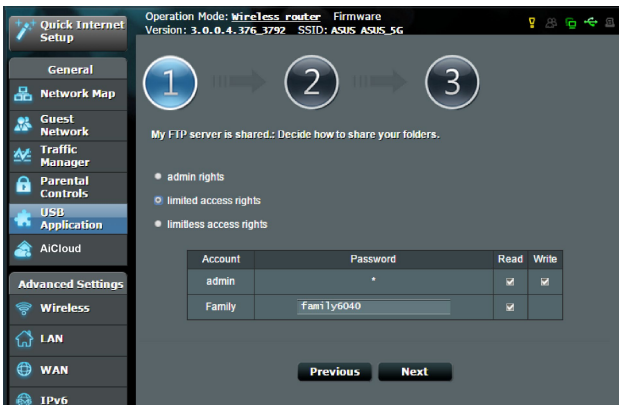 Quick Internet
Setup
General
Network Map
Guest
Network
Traffic
Manager
Parental
Controls
USB
Application
AiCloud
Advanced Settings
Wireless
LAN
WAN
IPv6
Operation Mode: Wireless router Firmware
Version: 3.0.0.4.376_3792 SSID: ASUS ASUS_5G
1
2
3
My FTP server is shared.: Decide how to share your folders.
admin rights
limited access rights
limitless access rights
Account Password Read Write
admin *
Family family6040
Previous Next